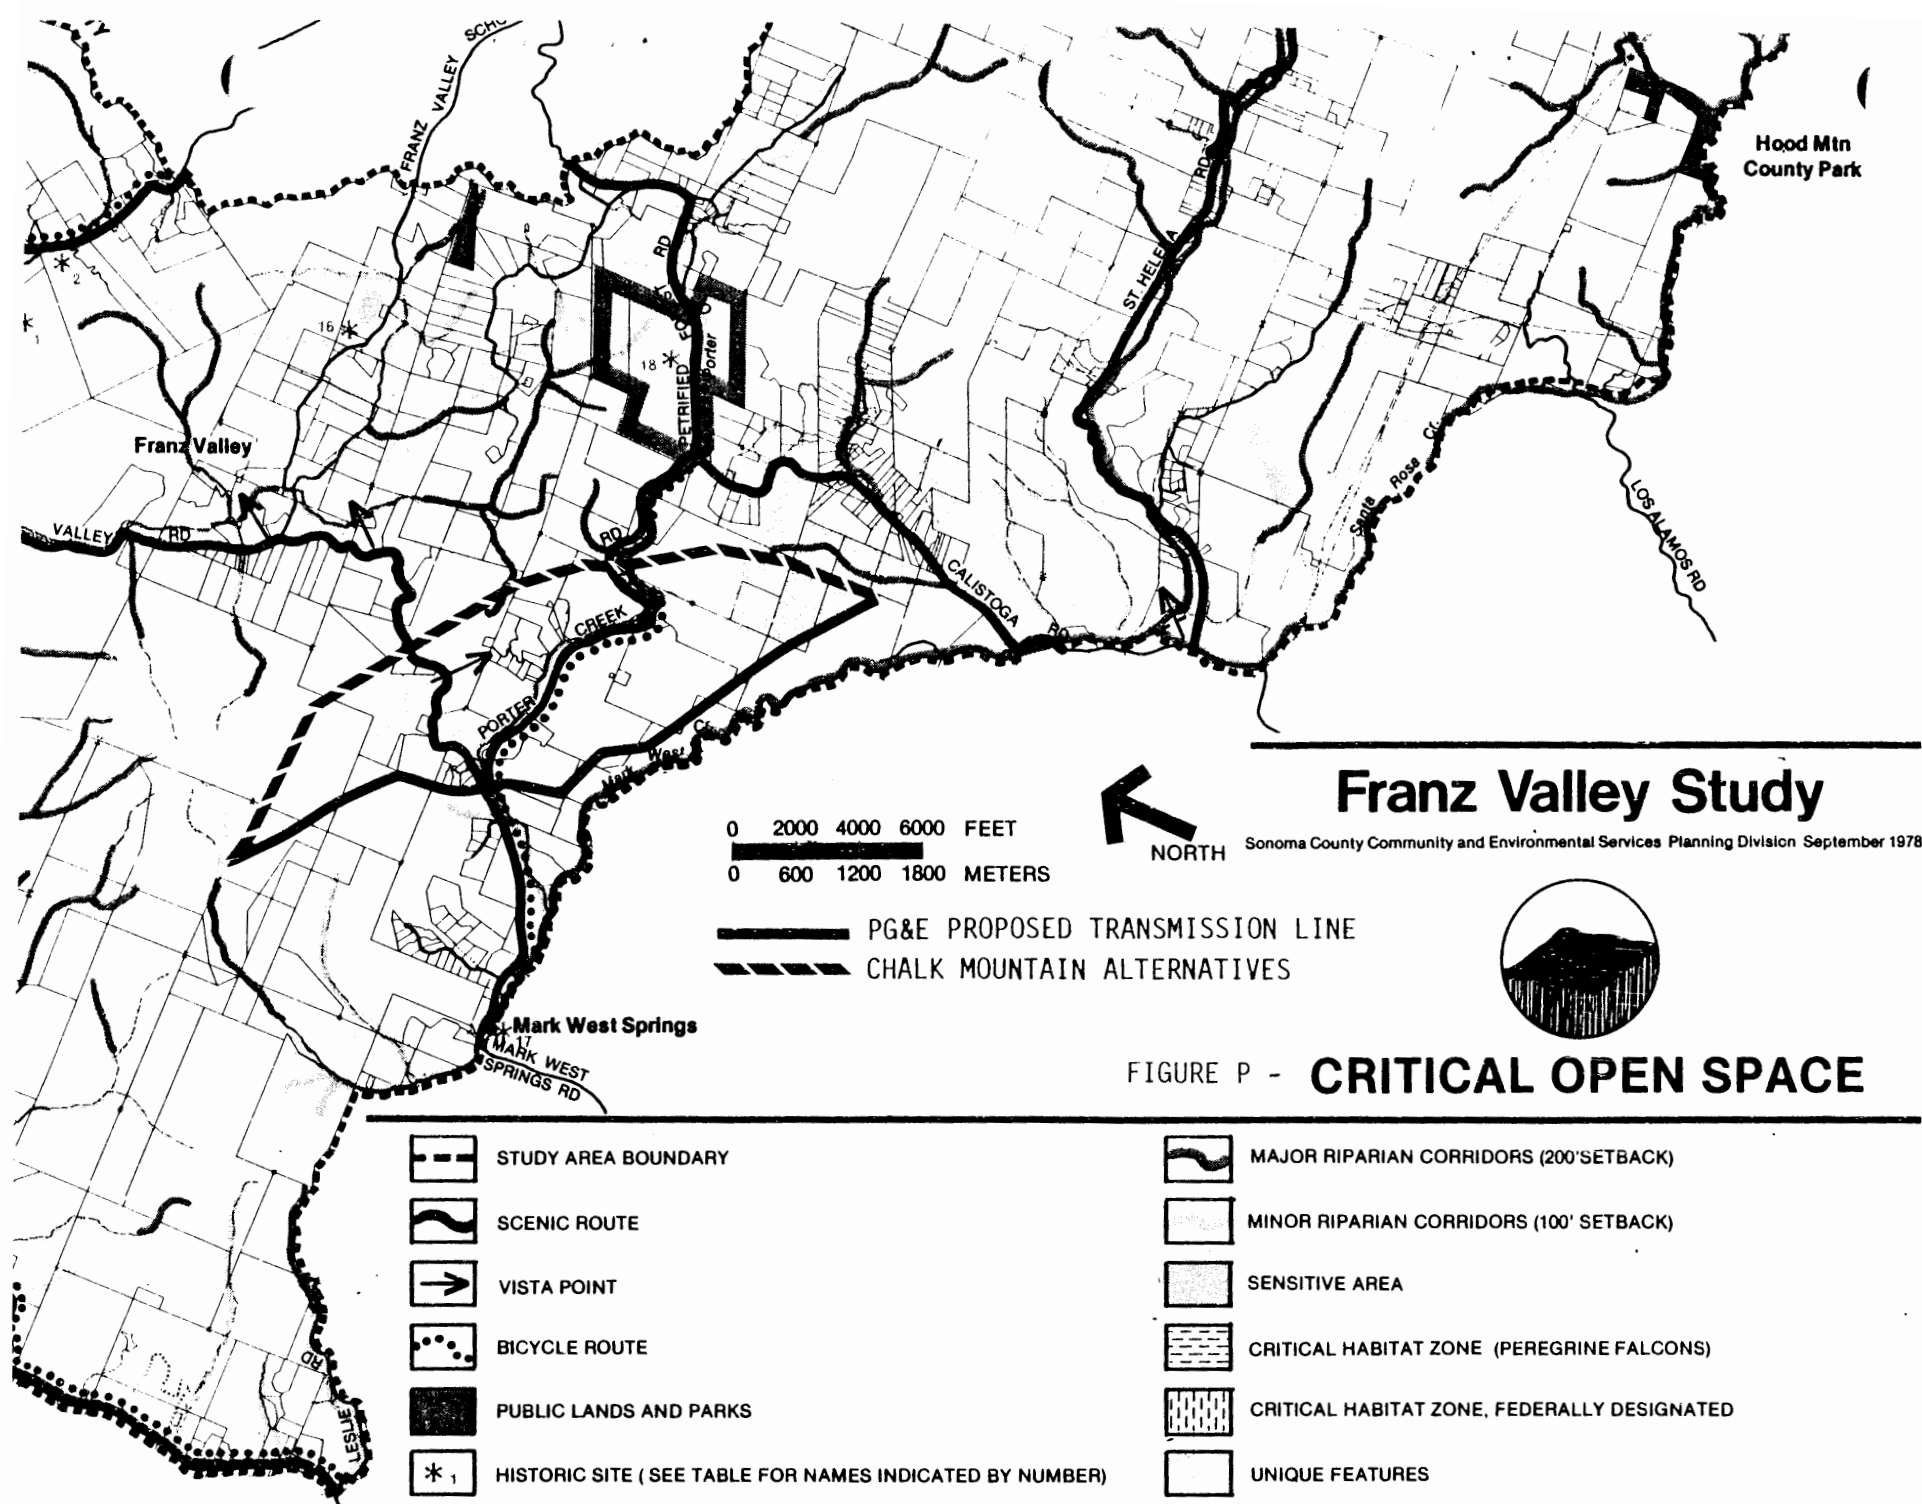 FRANZ VALLEY
Hood Mtn
County Park
RD
RD
ST. HELENA
2
1
16
18
PETRIFIED
Porter
Franz Valley
VALLEY RD
RD
Santa Rosa Cr.
LOS ALAMOS RD
CALISTOGA RD
CREEK
PORTER
Mark West Cr.
Franz Valley Study
Sonoma County Community and Environmental Services Planning Division September 1978
0 2000 4000 6000 FEET
0 600 1200 1800 METERS
NORTH
PG&E PROPOSED TRANSMISSION LINE
CHALK MOUNTAIN ALTERNATIVES
Mark West Springs
17
MARK WEST
SPRINGS RD
FIGURE P - CRITICAL OPEN SPACE
STUDY AREA BOUNDARY
SCENIC ROUTE
VISTA POINT
BICYCLE ROUTE
PUBLIC LANDS AND PARKS
1 HISTORIC SITE ( SEE TABLE FOR NAMES INDICATED BY NUMBER)
MAJOR RIPARIAN CORRIDORS (200'SETBACK)
MINOR RIPARIAN CORRIDORS (100' SETBACK)
SENSITIVE AREA
CRITICAL HABITAT ZONE (PEREGRINE FALCONS)
CRITICAL HABITAT ZONE, FEDERALLY DESIGNATED
UNIQUE FEATURES
LESLIE
RD